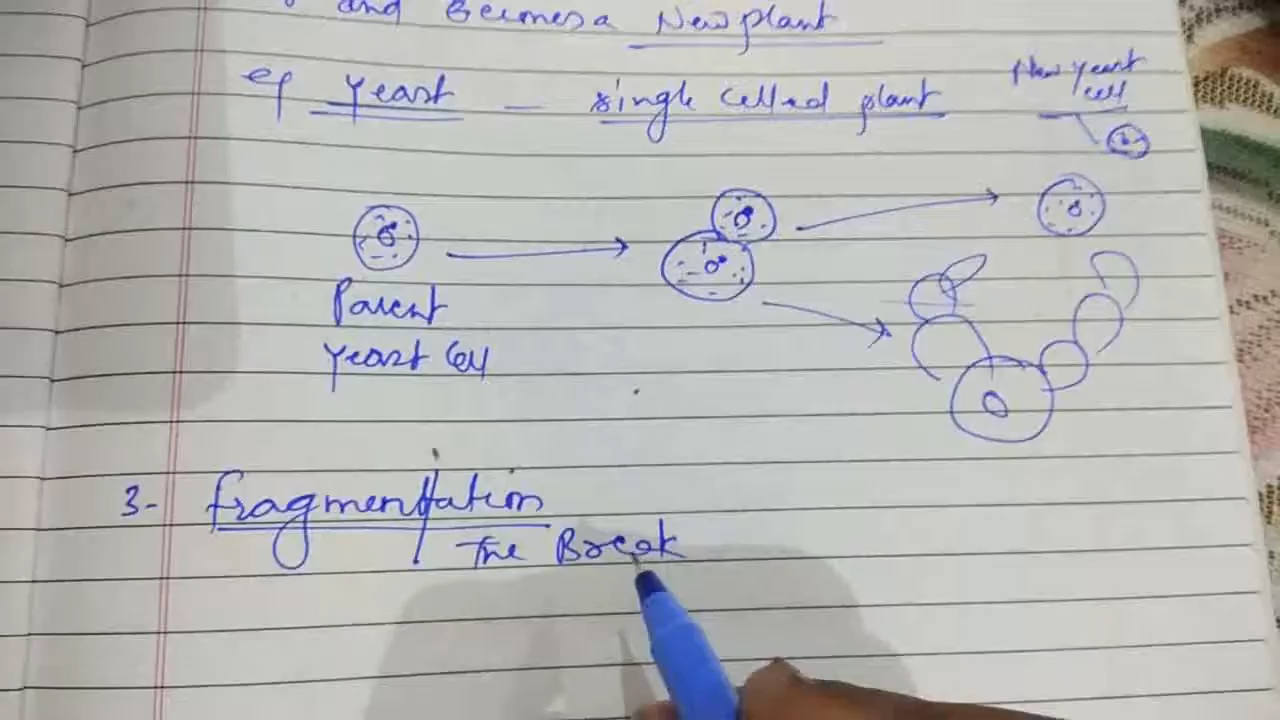 and Becomes a New plant
eg Yeast - single celled plant
New Yeast
cell
Parent
Yeast Cell
3- fragmentation
The Break